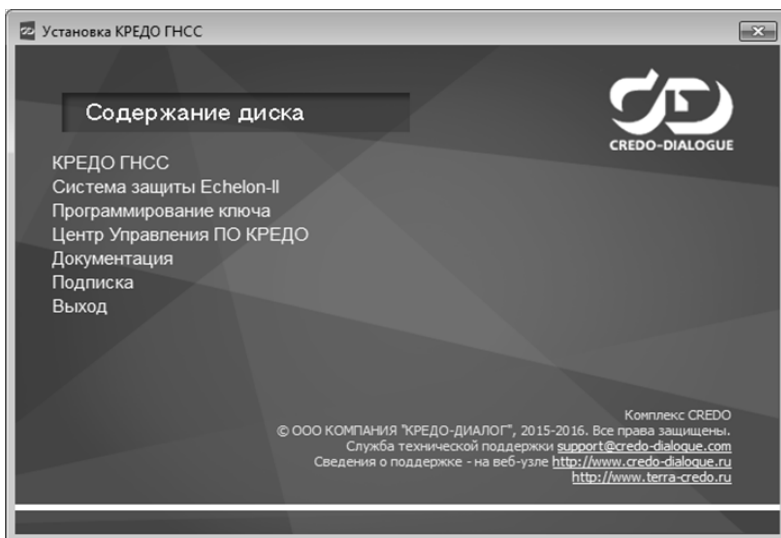 Установка КРЕДО ГНСС
Содержание диска
CREDO-DIALOGUE
КРЕДО ГНСС
Система защиты Echelon-II
Программирование ключа
Центр Управления ПО КРЕДО
Документация
Подписка
Выход
Комплекс CREDO
© ООО КОМПАНИЯ "КРЕДО-ДИАЛОГ", 2015-2016. Все права защищены.
Служба технической поддержки support@credo-dialogue.com
Сведения о поддержке - на веб-узле http://www.credo-dialogue.ru
http://www.terra-credo.ru